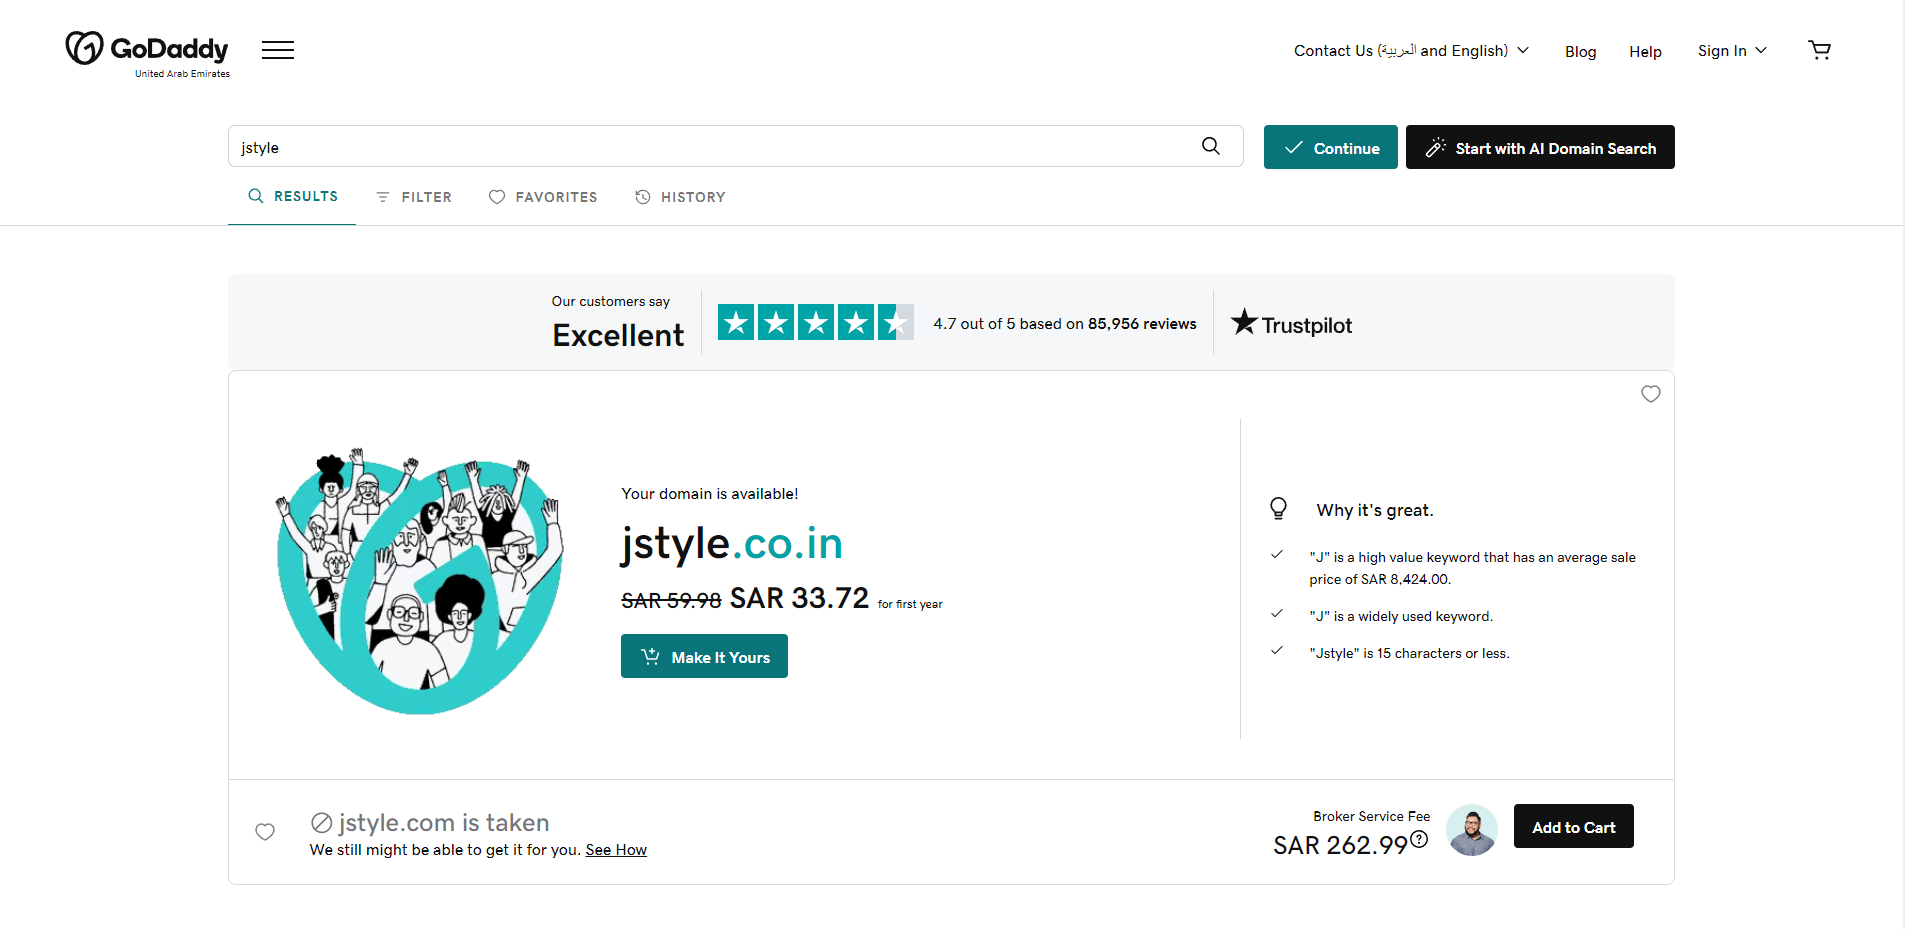 GoDaddy
United Arab Emirates
Contact Us (العربية and English)
Blog
Help
Sign In
jstyle
Continue
Start with AI Domain Search
RESULTS
FILTER
FAVORITES
HISTORY
Our customers say
Excellent
4.7 out of 5 based on 85,956 reviews
Trustpilot
Your domain is available!
jstyle.co.in
SAR 59.98 SAR 33.72 for first year
Make It Yours
Why it's great.
"J" is a high value keyword that has an average sale
price of SAR 8,424.00.
"J" is a widely used keyword.
"Jstyle" is 15 characters or less.
jstyle.com is taken
We still might be able to get it for you. See How
Broker Service Fee
SAR 262.99
Add to Cart